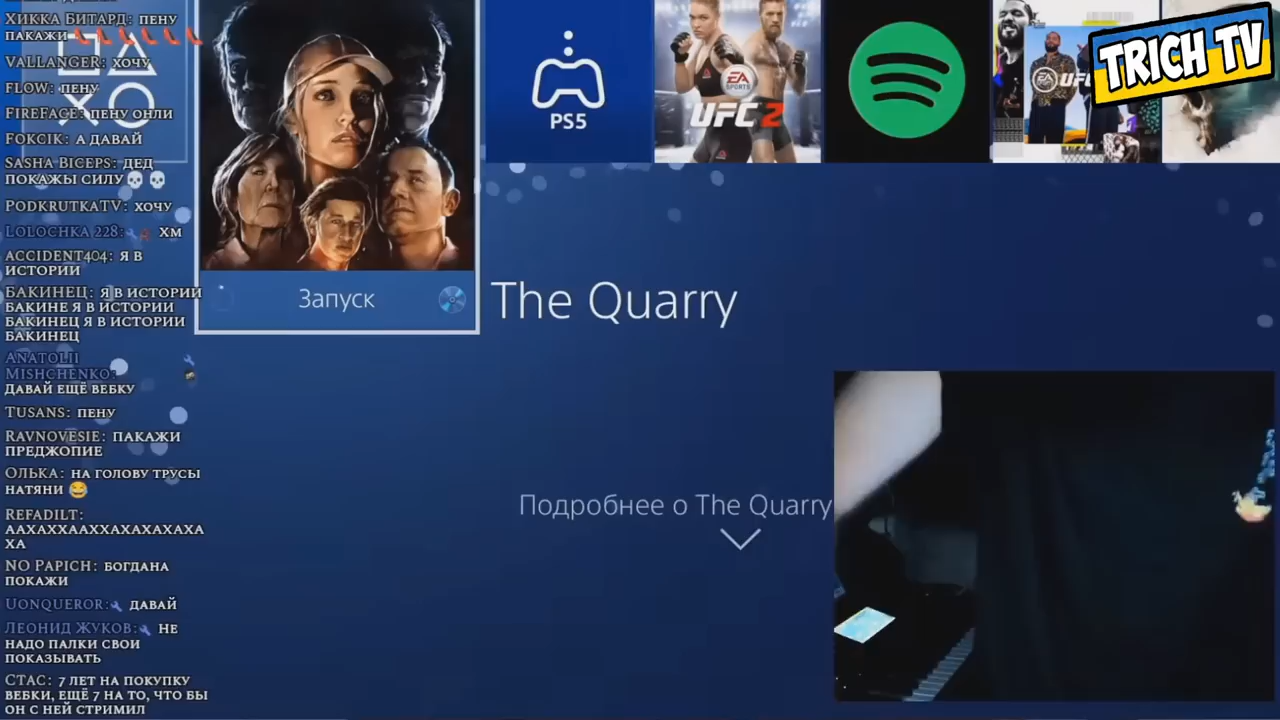 ХИККА БИТАРД: ПЕНУ
ПАКАЖИ
VALLANGER: ХОЧУ
FLOW: ПЕНУ
FIREFACE: ПЕНУ ОНЛИ
FOKCIK: А ДАВАЙ
SASHA BICEPS: ДЕД
ПОКАЖЫ СИЛУ
PODKRUTKATV: ХОЧУ
LOLOCHKA 228: ХМ
ACCIDENT404: Я В
ИСТОРИИ
БАКИНЕЦ: Я В ИСТОРИИ
БАКИНЕ Я В ИСТОРИИ
БАКИНЕЦ Я В ИСТОРИИ
БАКИНЕЦ
ANATOLII
MISHCHENKO:
ДАВАЙ ЕЩЁ ВЕБКУ
TUSANS: ПЕНУ
RAVNOVESIE: ПАКАЖИ
ПРЕДЖОПИЕ
ОЛЬКА: НА ГОЛОВУ ТРУСЫ
НАТЯНИ 😂
REFADILT:
ААХАХХААХХАХАХАХАХА
ХА
NO PAPICH: БОГДАНА
ПОКАЖИ
UONQUEROR: ДАВАЙ
ЛЕОНИД ЖУКОВ: НЕ
НАДО ПАЛКИ СВОИ
ПОКАЗЫВАТЬ
СТАС: 7 ЛЕТ НА ПОКУПКУ
ВЕБКИ, ЕЩЁ 7 НА ТО, ЧТО БЫ
ОН С НЕЙ СТРИМИЛ
Запуск
The Quarry
Подробнее о The Quarry
PS5
EA
SPORTS
UFC 2
EA UFC
TRICH TV